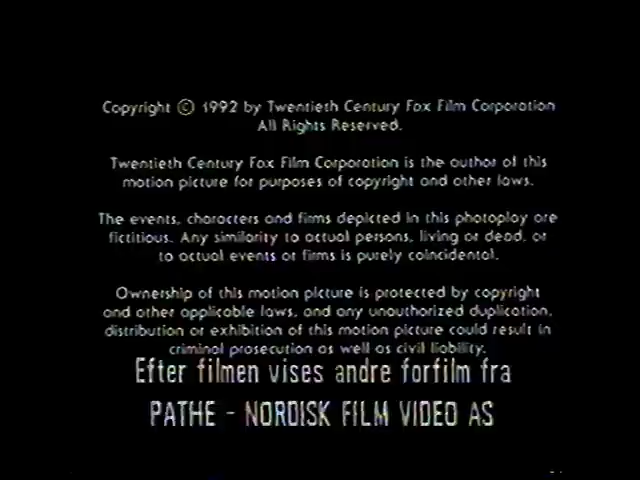 Copyright © 1992 by Twentieth Century Fox Film Corporation
All Rights Reserved.
Twentieth Century Fox Film Corporation is the author of this
motion picture for purposes of copyright and other laws.
The events, characters and firms depicted in this photoplay are
fictitious. Any similarity to actual persons, living or dead, or
to actual events or firms is purely coincidental.
Ownership of this motion picture is protected by copyright
and other applicable laws, and any unauthorized duplication,
distribution or exhibition of this motion picture could result in
criminal prosecution as well as civil liability.
Efter filmen vises andre forfilm fra
PATHE - NORDISK FILM VIDEO AS